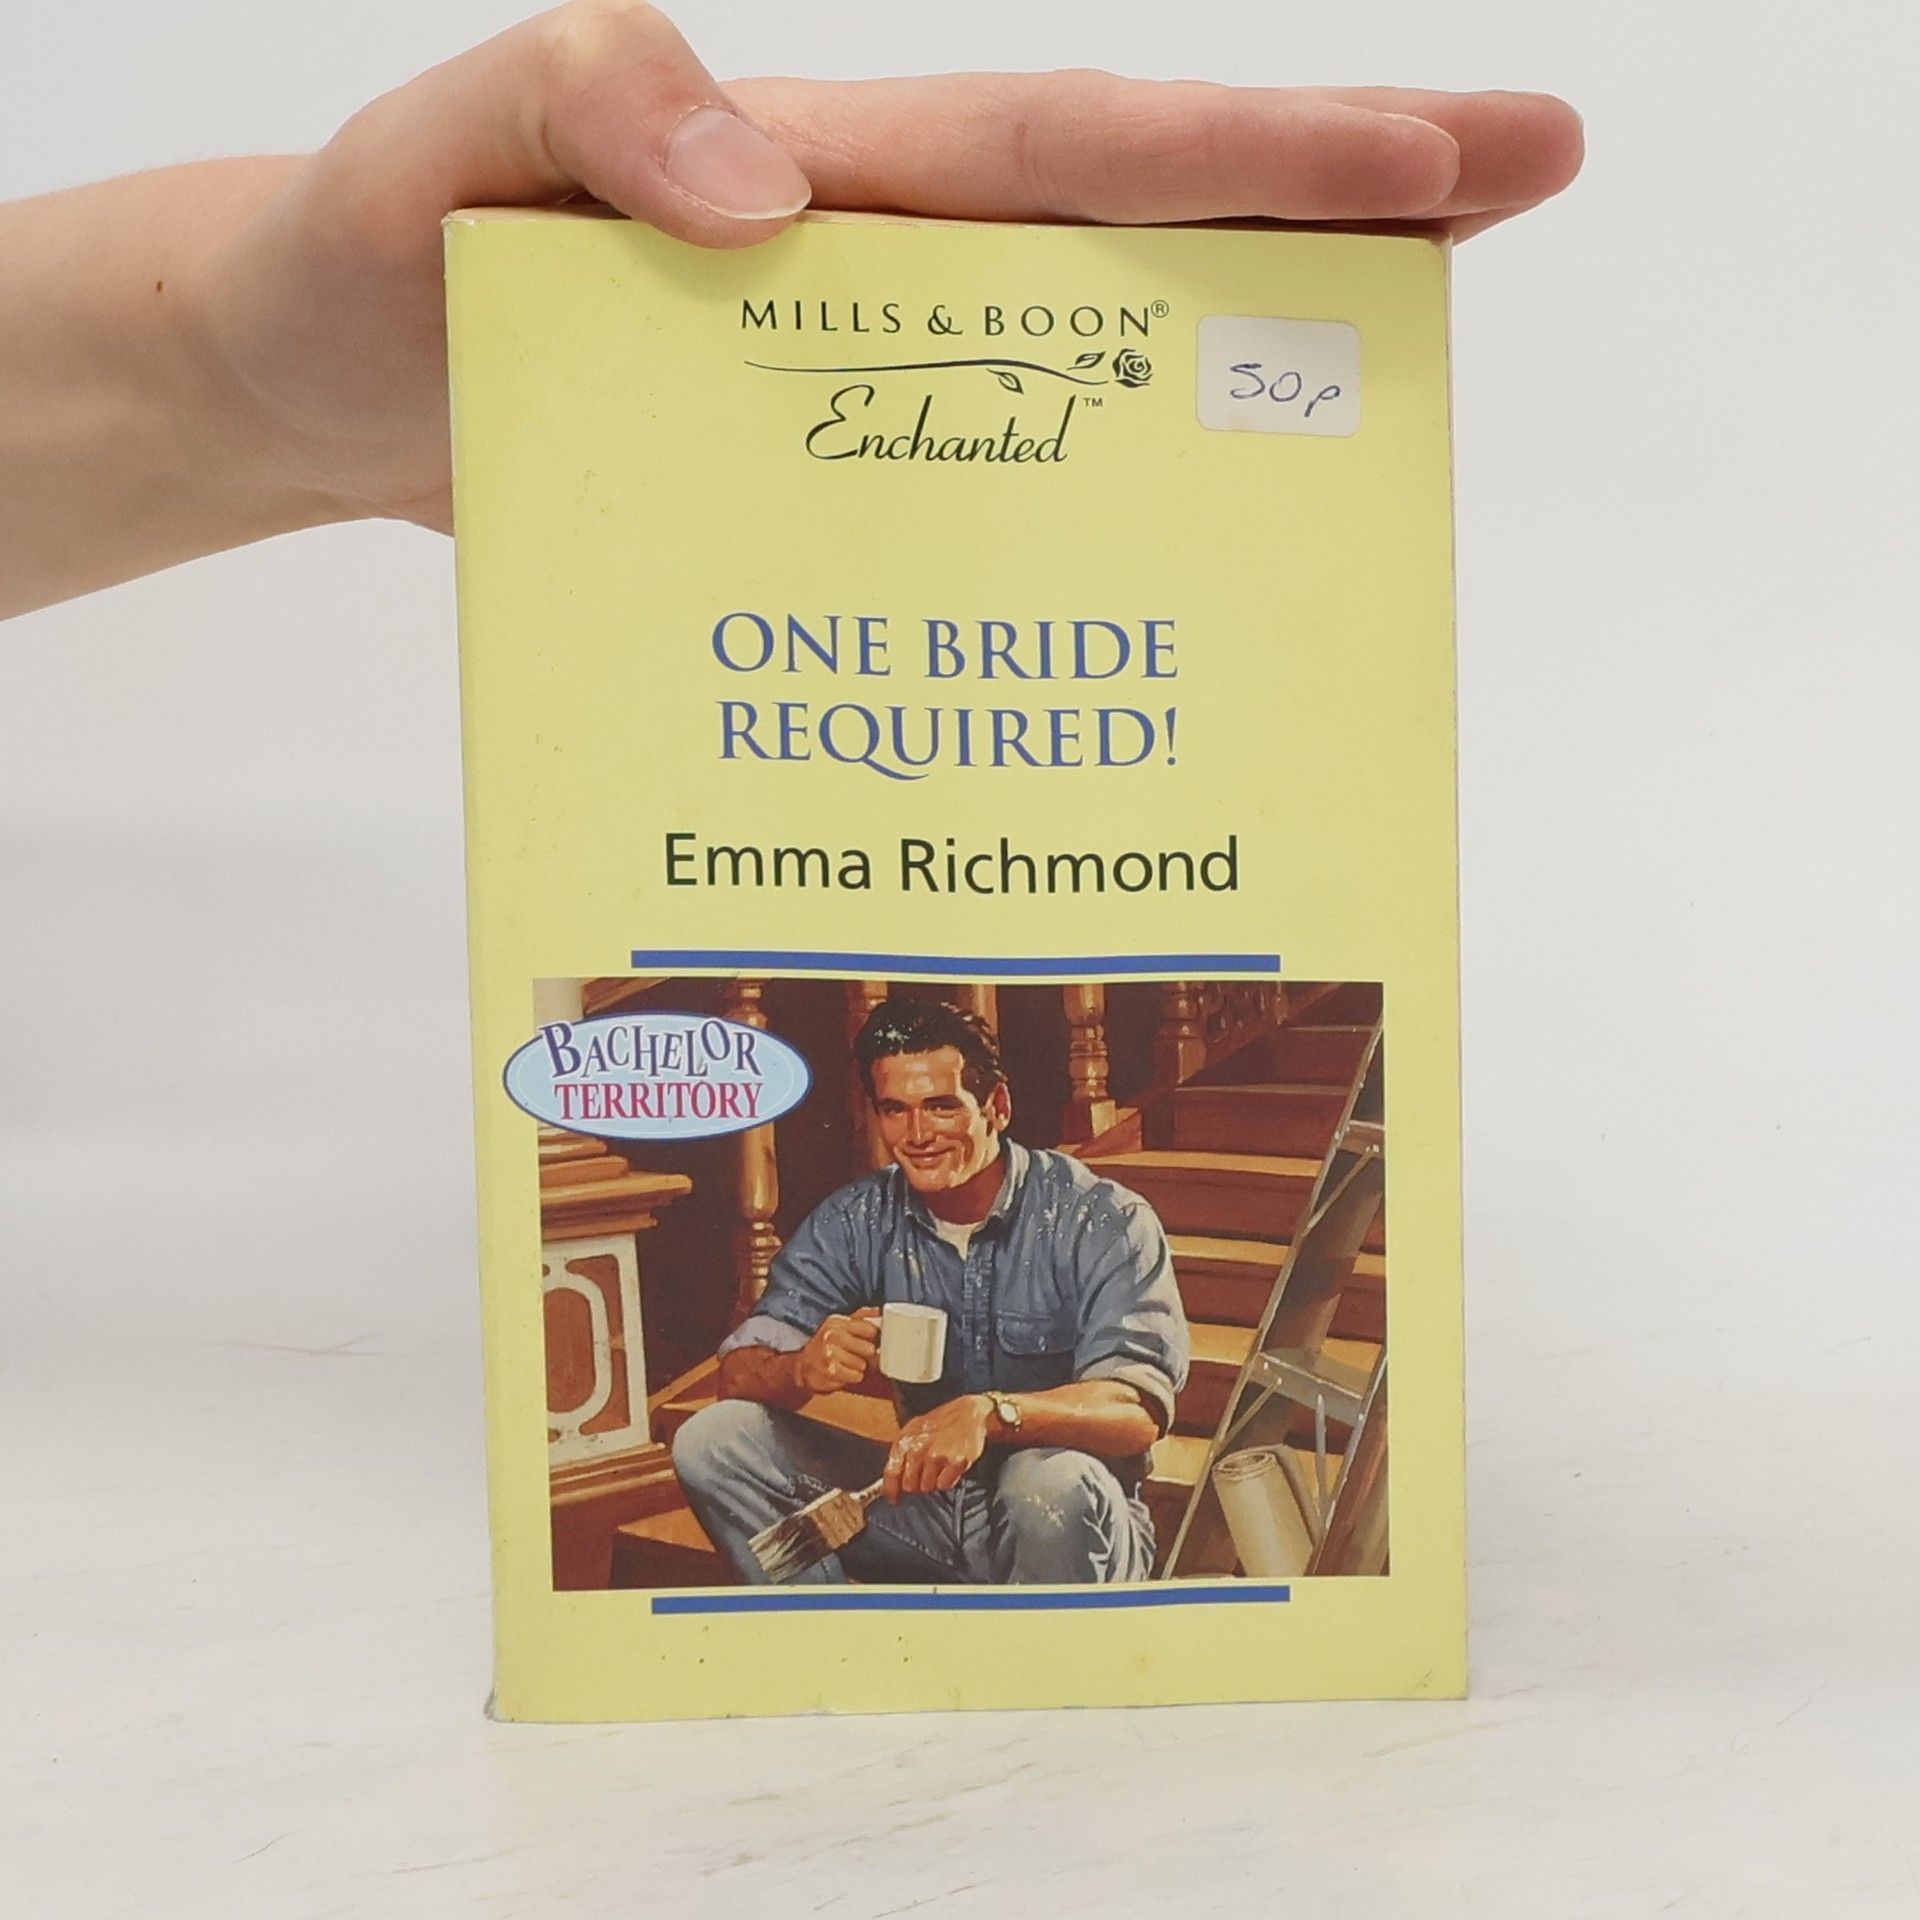 MILLS & BOON®
Enchanted™
50p
ONE BRIDE
REQUIRED!
Emma Richmond
BACHELOR
TERRITORY